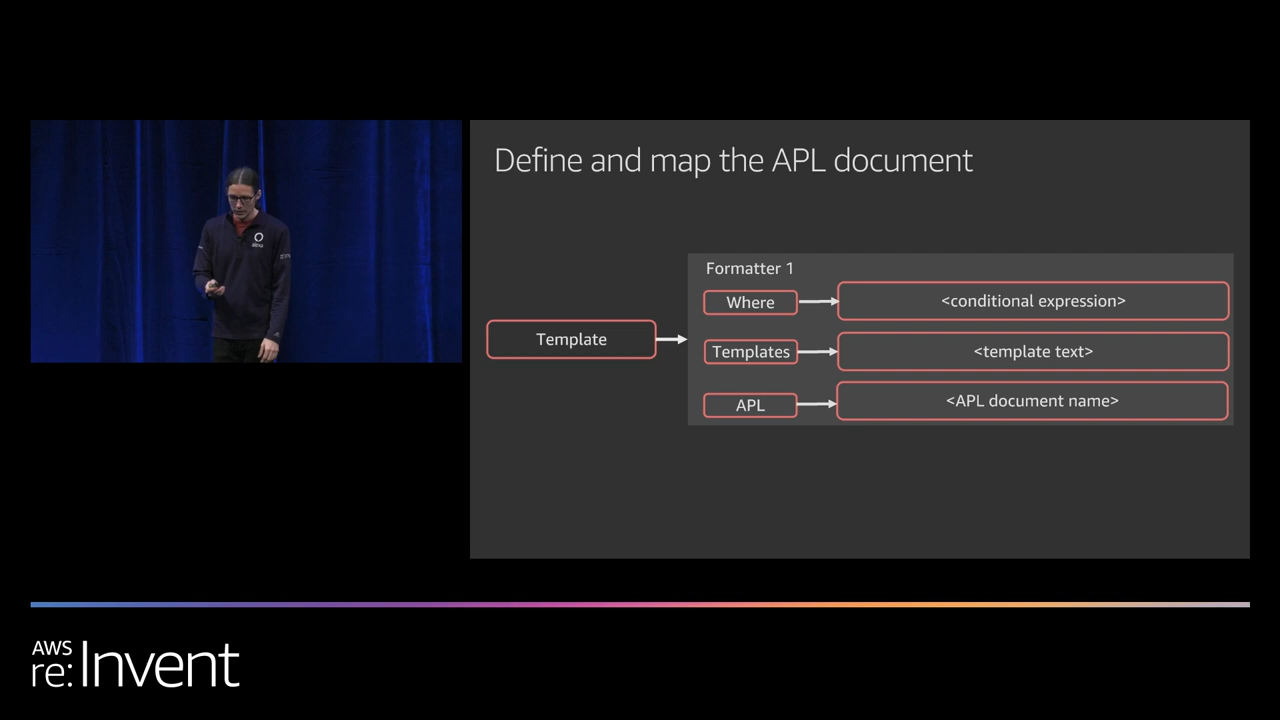 Define and map the APL document
Formatter 1
Where
<conditional expression>
Template
Templates
<template text>
APL
<APL document name>
alexa
AWS
re:Invent